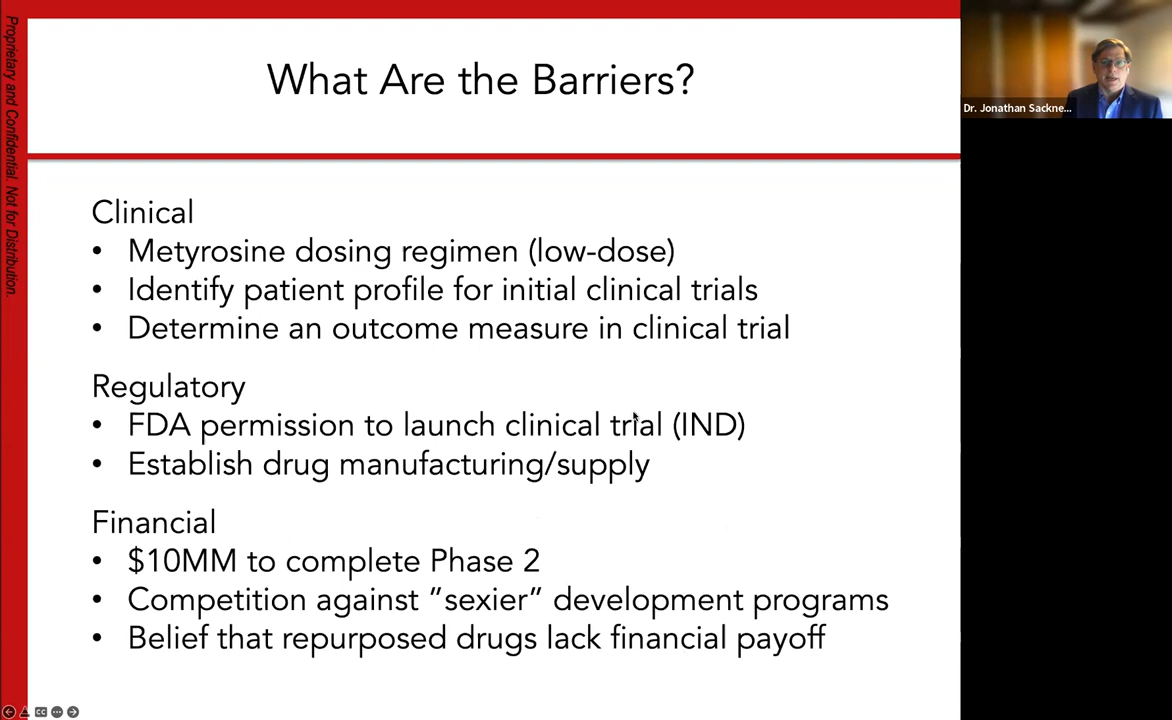 Proprietary and Confidential. Not for Distribution.
What Are the Barriers?
Dr. Jonathan Sackne...
Clinical
• Metyrosine dosing regimen (low-dose)
• Identify patient profile for initial clinical trials
• Determine an outcome measure in clinical trial
Regulatory
• FDA permission to launch clinical trial (IND)
• Establish drug manufacturing/supply
Financial
• $10MM to complete Phase 2
• Competition against ”sexier” development programs
• Belief that repurposed drugs lack financial payoff
CC